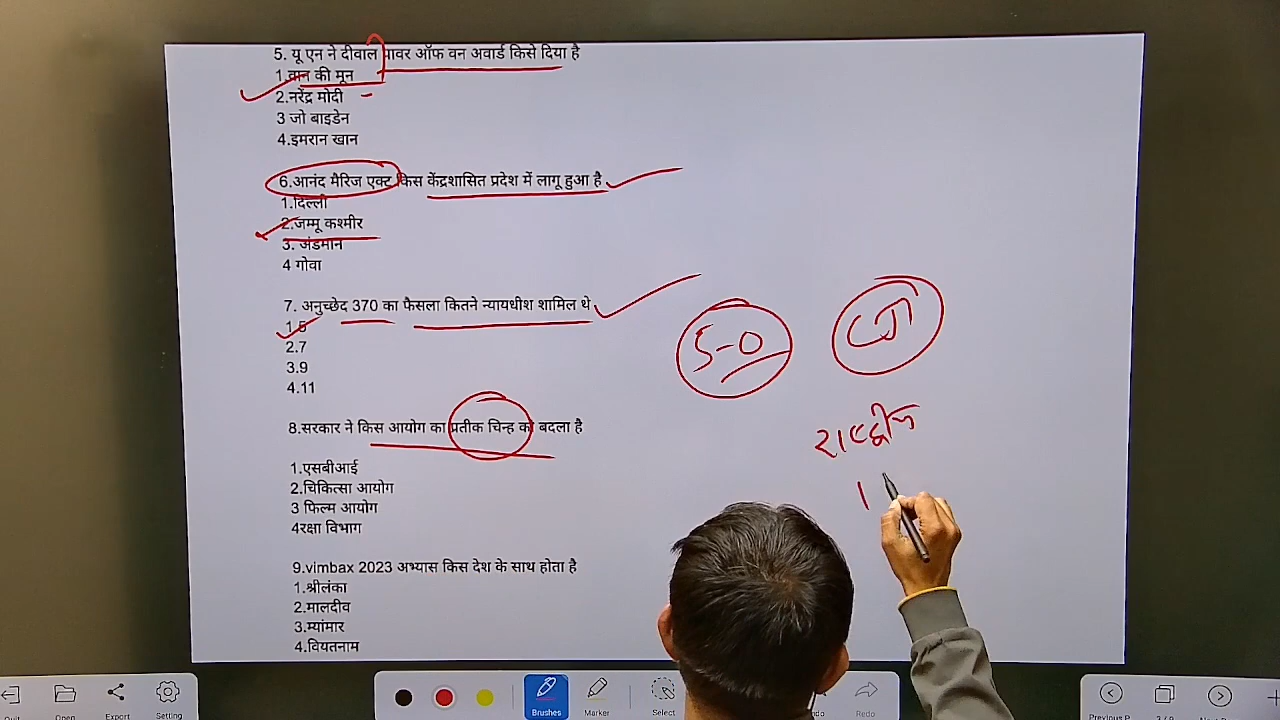 5. यू एन ने दीवाल पावर ऑफ वन अवार्ड किसे दिया है
1.वान की मून
2.नरेंद्र मोदी
3 जो बाइडेन
4.इमरान खान
6.आनंद मैरिज एक्ट किस केंद्रशासित प्रदेश में लागू हुआ है
1.दिल्ली
2.जम्मू कश्मीर
3. अंडमान
4 गोवा
7. अनुच्छेद 370 का फैसला कितने न्यायधीश शामिल थे
1.5
2.7
3.9
4.11
5-0
CJI
8.सरकार ने किस आयोग का प्रतीक चिन्ह को बदला है
1.एसबीआई
2.चिकित्सा आयोग
3 फिल्म आयोग
4रक्षा विभाग
9.vimbax 2023 अभ्यास किस देश के साथ होता है
1.श्रीलंका
2.मालदीव
3.म्यांमार
4.वियतनाम
Open
Export
Setting
Brushes
Marker
Select
Redo